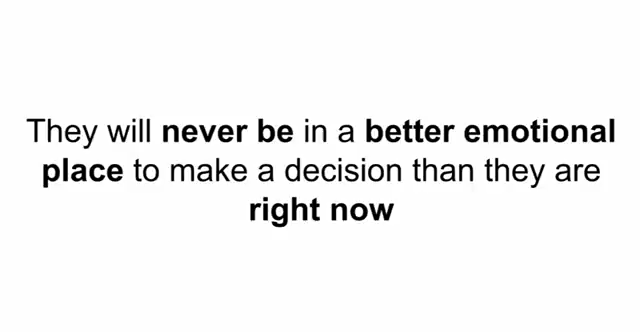 They will never be in a better emotional
place to make a decision than they are
right now